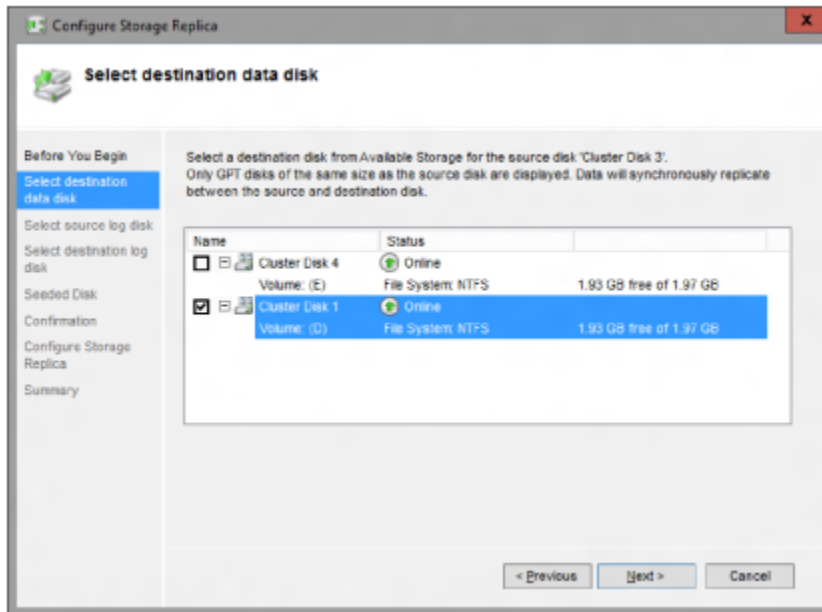 Configure Storage Replica
x
Select destination data disk
Before You Begin
Select destination
data disk
Select source log disk
Select destination log
disk
Seeded Disk
Confirmation
Configure Storage
Replica
Summary
Select a destination disk from Available Storage for the source disk 'Cluster Disk 3'.
Only GPT disks of the same size as the source disk are displayed. Data will synchronously replicate
between the source and destination disk.
Name Status
Cluster Disk 4 Online
Volume: (E) File System: NTFS 1.93 GB free of 1.97 GB
Cluster Disk 1 Online
Volume: (D) File System: NTFS 1.93 GB free of 1.97 GB
< Previous Next > Cancel